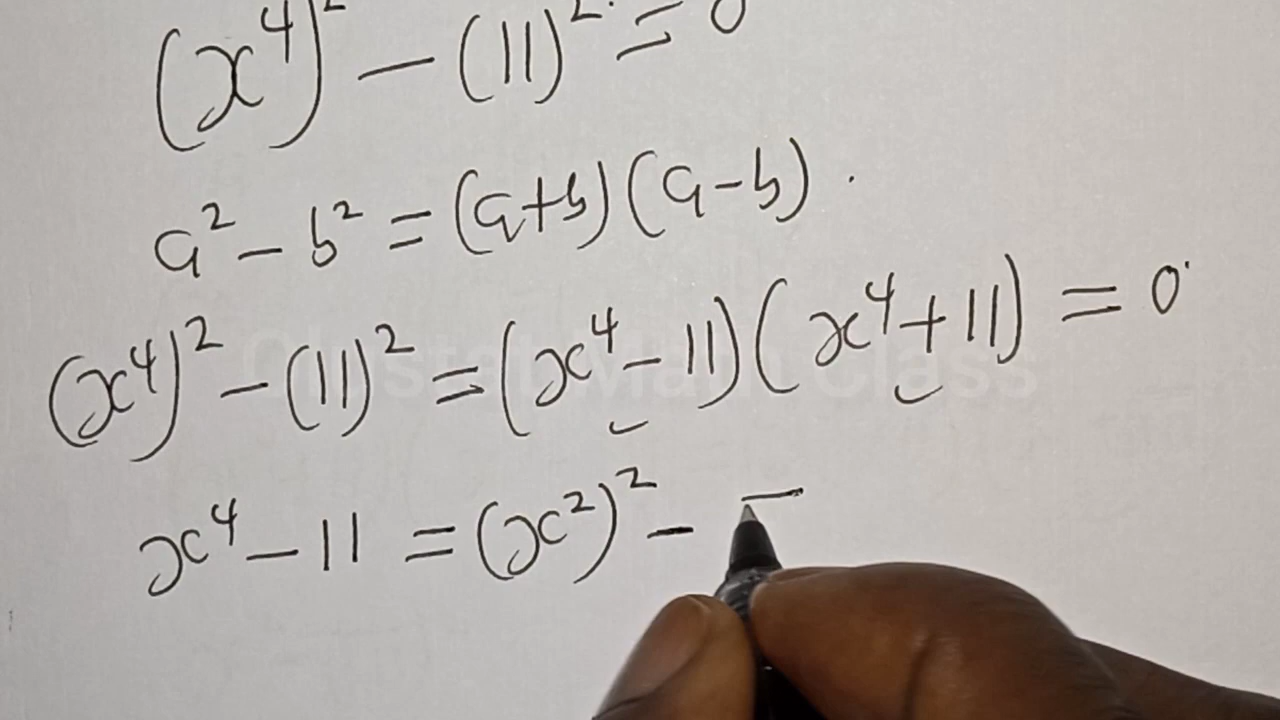 (x⁴)² − (11)² = 0
a² − b² = (a+b)(a−b).
(x⁴)² − (11)² = (x⁴ − 11)(x⁴ + 11) = 0
x⁴ − 11 = (x²)² −